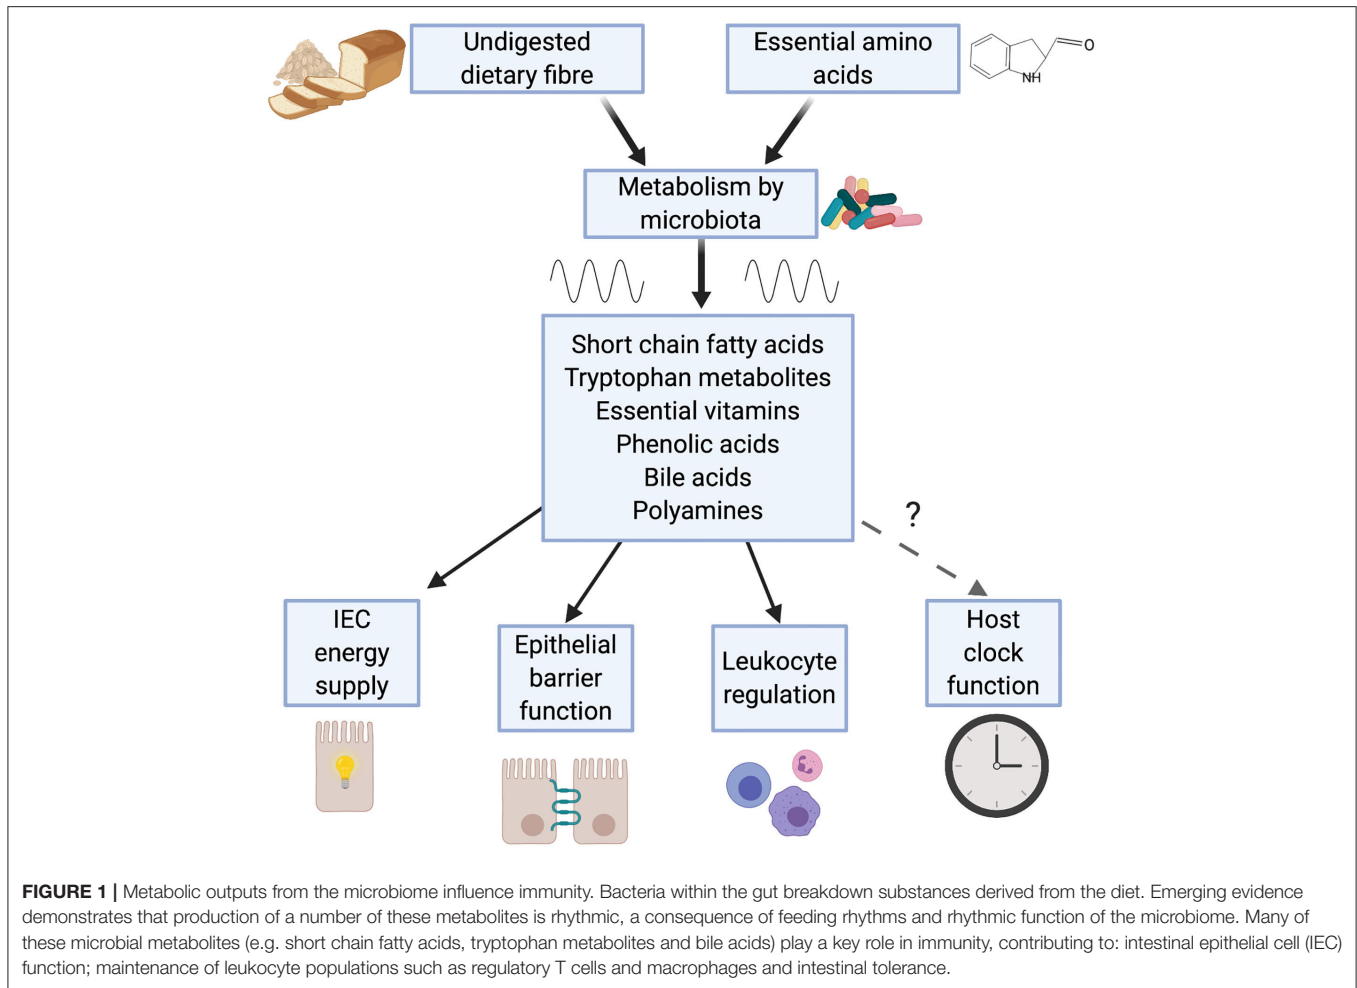 Undigested
dietary fibre
Essential amino
acids
O
NH
Metabolism by
microbiota
Short chain fatty acids
Tryptophan metabolites
Essential vitamins
Phenolic acids
Bile acids
Polyamines
?
IEC
energy
supply
Epithelial
barrier
function
Leukocyte
regulation
Host
clock
function
FIGURE 1 | Metabolic outputs from the microbiome influence immunity. Bacteria within the gut breakdown substances derived from the diet. Emerging evidence
demonstrates that production of a number of these metabolites is rhythmic, a consequence of feeding rhythms and rhythmic function of the microbiome. Many of
these microbial metabolites (e.g. short chain fatty acids, tryptophan metabolites and bile acids) play a key role in immunity, contributing to: intestinal epithelial cell (IEC)
function; maintenance of leukocyte populations such as regulatory T cells and macrophages and intestinal tolerance.